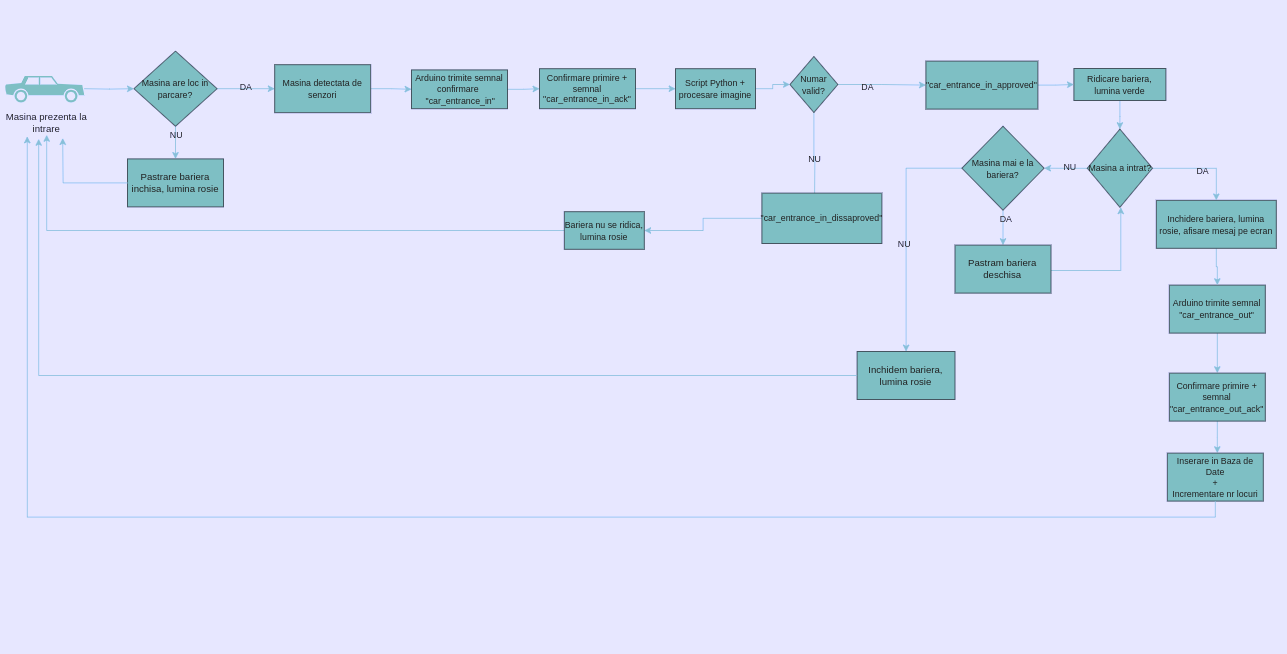 Masina prezenta la
intrare
Masina are loc in
parcare?
DA
NU
Pastrare bariera
inchisa, lumina rosie
Masina detectata de
senzori
Arduino trimite semnal
confirmare
"car_entrance_in"
Confirmare primire +
semnal
"car_entrance_in_ack"
Script Python +
procesare imagine
Numar
valid?
DA
NU
"car_entrance_in_dissaproved"
Bariera nu se ridica,
lumina rosie
"car_entrance_in_approved"
Ridicare bariera,
lumina verde
Masina a intrat?
NU
DA
Masina mai e la
bariera?
DA
NU
Pastram bariera
deschisa
Inchidem bariera,
lumina rosie
Inchidere bariera, lumina
rosie, afisare mesaj pe ecran
Arduino trimite semnal
"car_entrance_out"
Confirmare primire +
semnal
"car_entrance_out_ack"
Inserare in Baza de
Date
+
Incrementare nr locuri